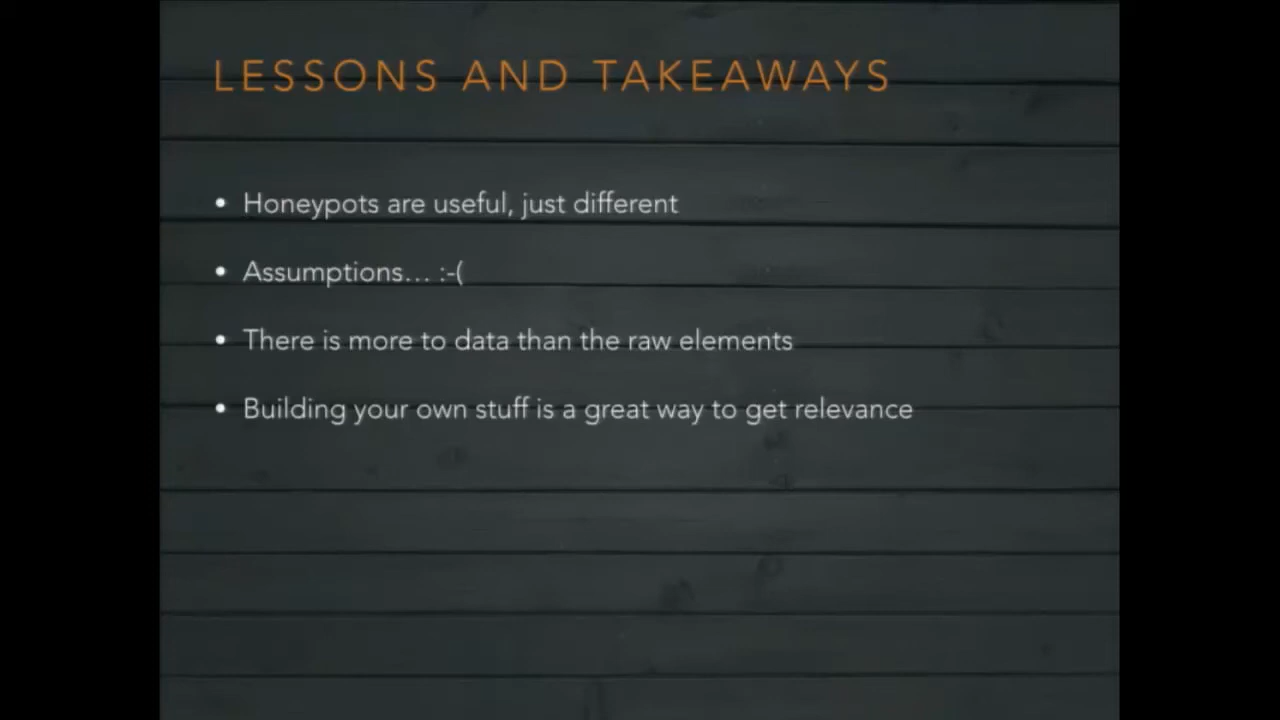 LESSONS AND TAKEAWAYS
• Honeypots are useful, just different
• Assumptions... :-(
• There is more to data than the raw elements
• Building your own stuff is a great way to get relevance